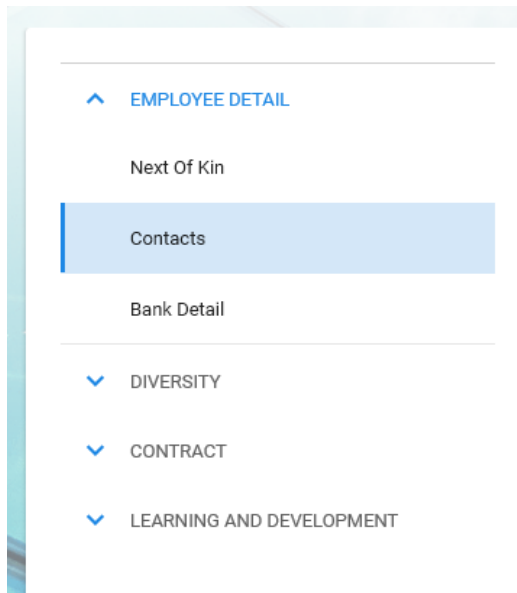 EMPLOYEE DETAIL
Next Of Kin
Contacts
Bank Detail
DIVERSITY
CONTRACT
LEARNING AND DEVELOPMENT